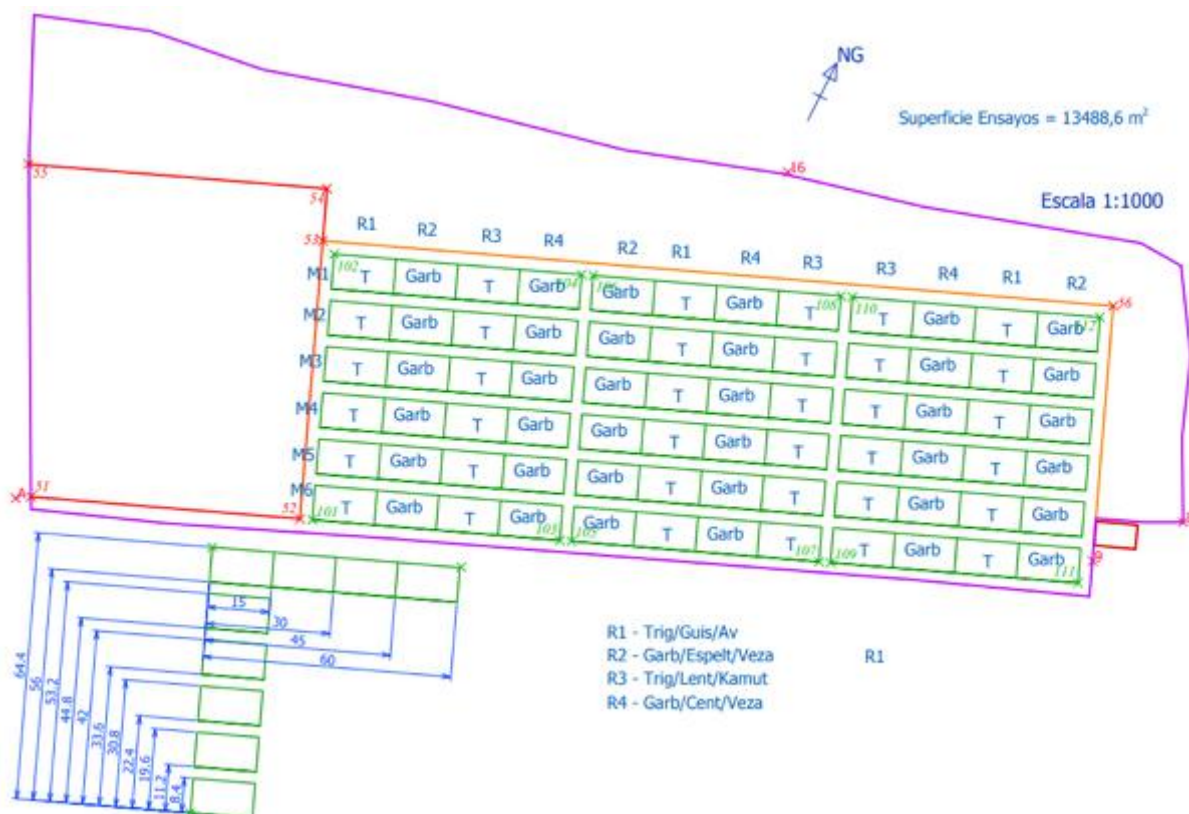 NG
Superficie Ensayos = 13488,6 m²
16
55
54
Escala 1:1000
53
R1 R2 R3 R4 R2 R1 R4 R3 R3 R4 R1 R2
56
M1 102 T Garb T Garb 104 Garb T Garb T 108 110 T Garb T Garb 112
M2 T Garb T Garb Garb T Garb T T Garb T Garb
M3 T Garb T Garb Garb T Garb T T Garb T Garb
M4 T Garb T Garb Garb T Garb T T Garb T Garb
M5 T Garb T Garb Garb T Garb T T Garb T Garb
M6 T Garb T Garb Garb T Garb T T Garb T Garb
101 103 105 107 109 111
51
52
9
15
30
45
60
64.4
56
53.2
44.8
42
33.6
30.8
22.4
19.6
11.2
8.4
R1 - Trig/Guis/Av
R2 - Garb/Espelt/Veza
R1
R3 - Trig/Lent/Kamut
R4 - Garb/Cent/Veza